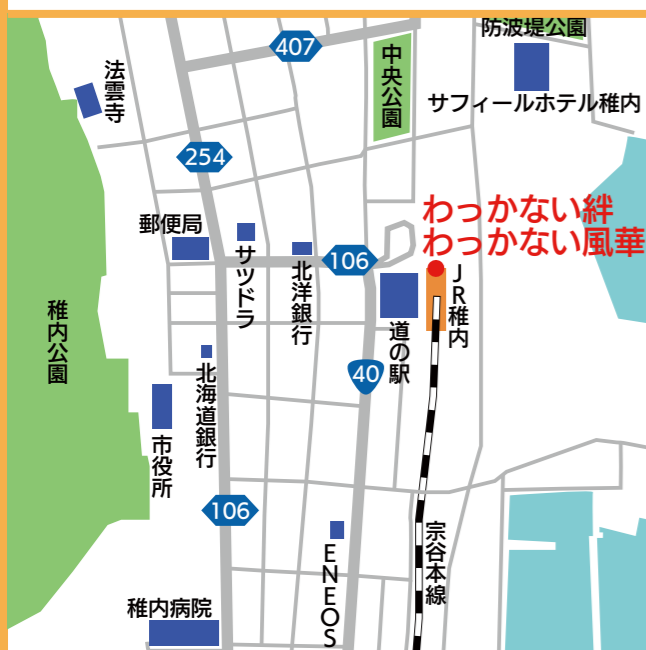 防波堤公園
407
中央公園
法雲寺
サフィールホテル稚内
254
わっかない絆
わっかない風華
郵便局
サツドラ
北洋銀行
106
JR稚内
道の駅
稚内公園
北海道銀行
40
市役所
106
宗谷本線
ENEOS
稚内病院